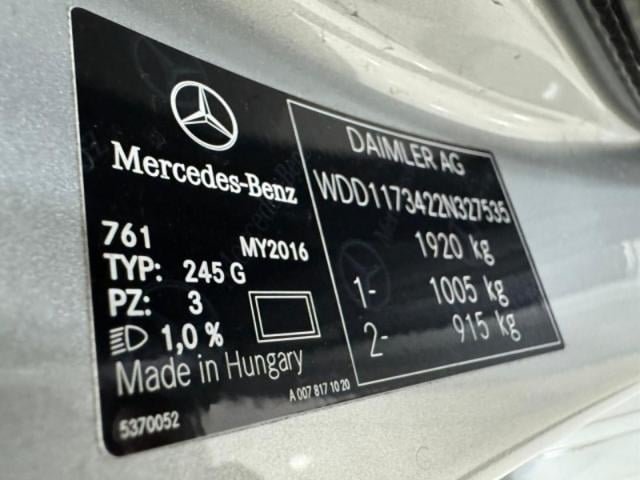 Mercedes-Benz
761 MY2016
TYP: 245 G
PZ: 3
1,0 %
Made in Hungary
A 007 817 10 20
5370052
DAIMLER AG
WDD1173422N327535
1920 kg
1- 1005 kg
2- 915 kg